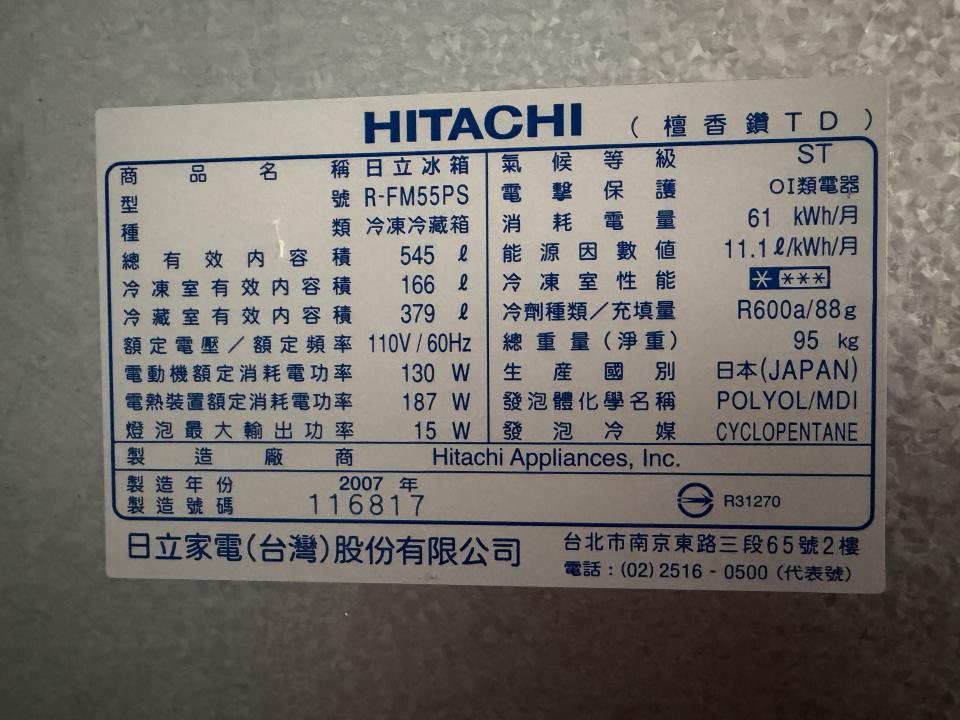 HITACHI (檀香鑽TD)
商品名稱 日立冰箱
型號 R-FM55PS
種類 冷凍冷藏箱
總有效內容積 545 ℓ
冷凍室有效內容積 166 ℓ
冷藏室有效內容積 379 ℓ
額定電壓/額定頻率 110V/60Hz
電動機額定消耗電功率 130 W
電熱裝置額定消耗電功率 187 W
燈泡最大輸出功率 15 W
氣候等級 ST
電擊保護 OI類電器
消耗電量 61 kWh/月
能源因數值 11.1ℓ/kWh/月
冷凍室性能 * ***
冷劑種類/充填量 R600a/88g
總重量(淨重) 95 kg
生產國別 日本(JAPAN)
發泡體化學名稱 POLYOL/MDI
發泡冷媒 CYCLOPENTANE
製造廠商 Hitachi Appliances, Inc.
製造年份 2007 年
製造號碼 116817
R31270
日立家電(台灣)股份有限公司
台北市南京東路三段65號2樓
電話:(02)2516-0500(代表號)